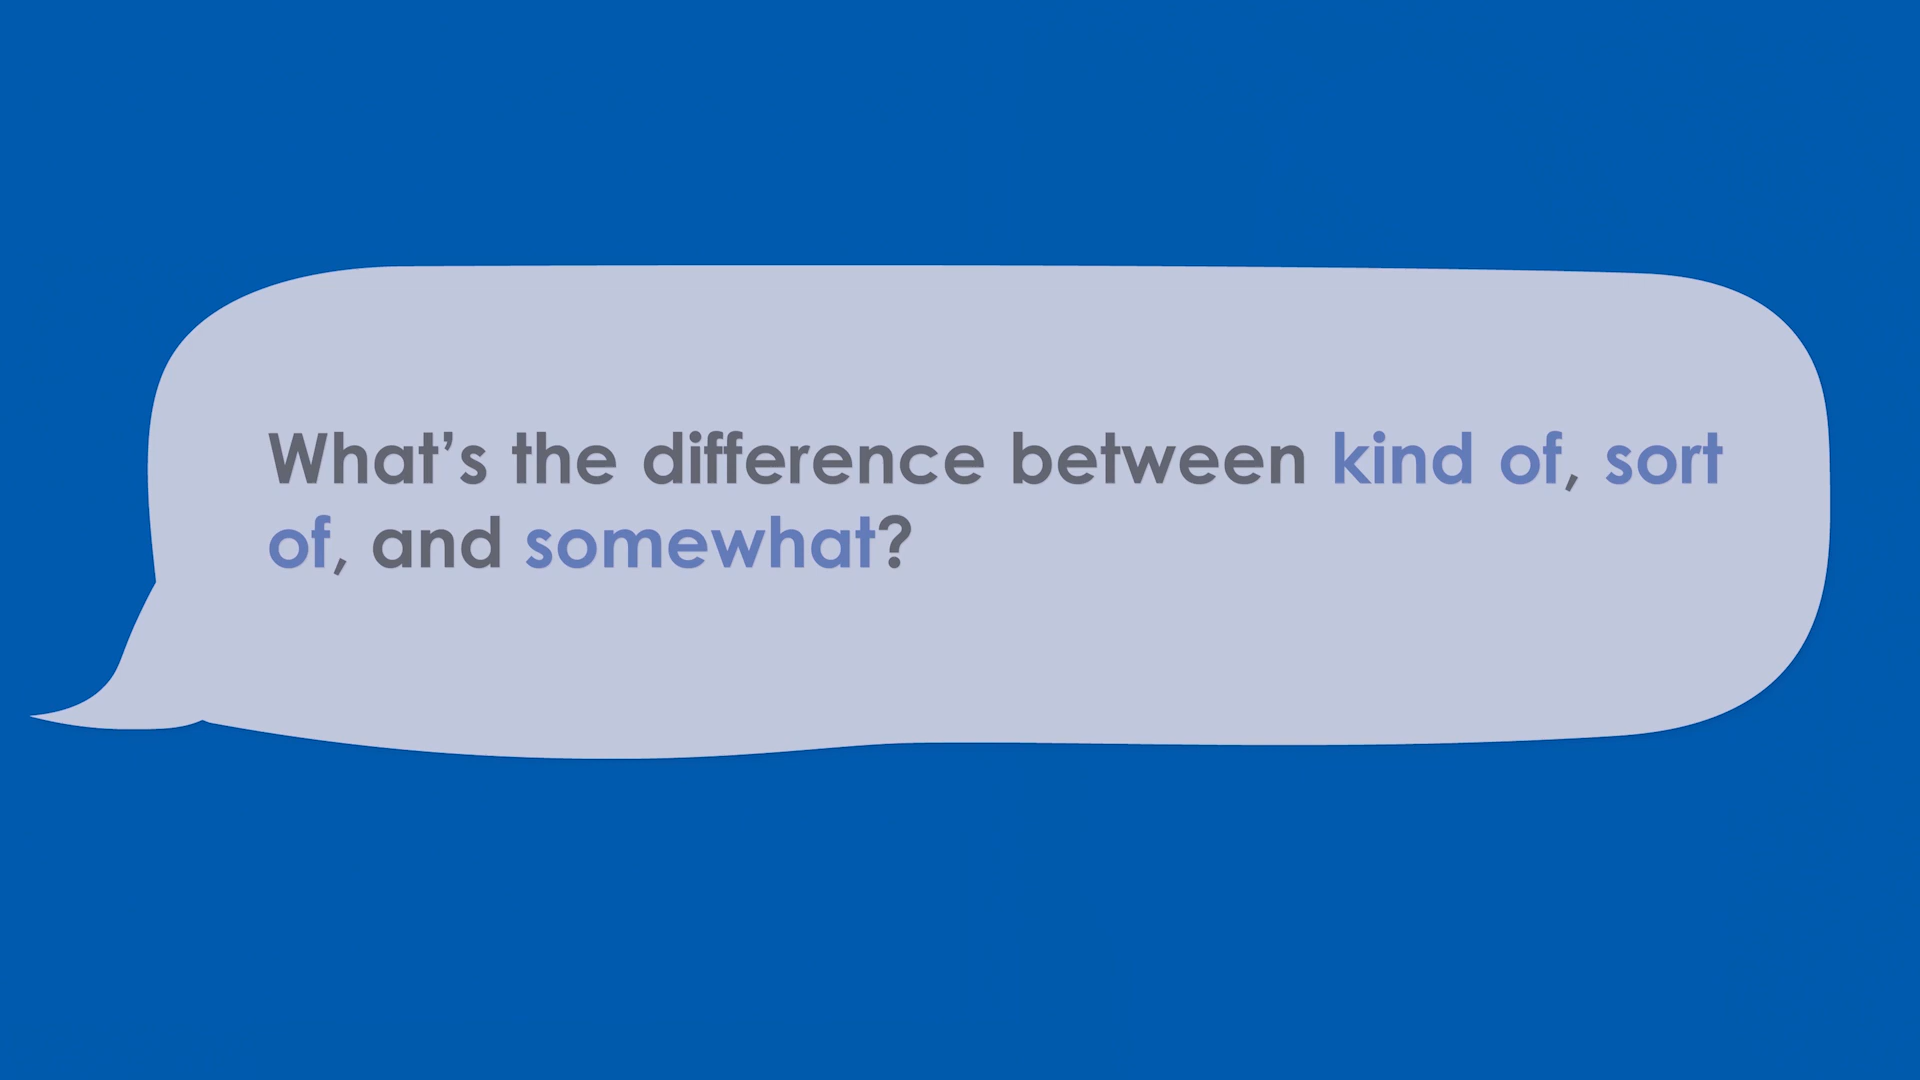 What’s the difference between kind of, sort
of, and somewhat?